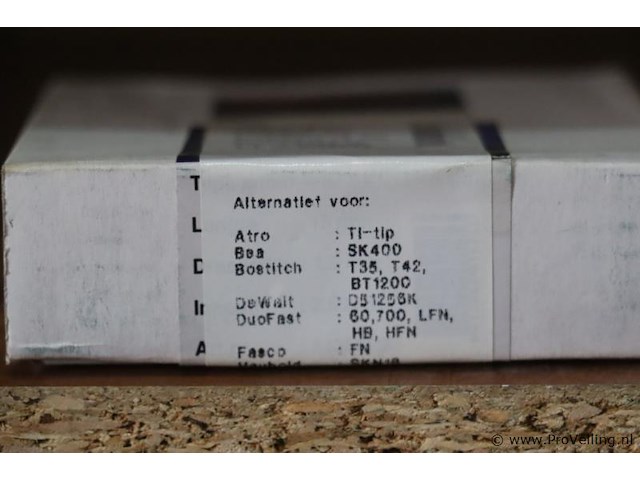 Alternatief voor:
Atro : TI-tip
Bea : SK400
Bostitch : T35, T42,
BT1200
DeWalt :
DuoFast : 60,700, LFN,
HB, HFN
Fasco : FN
T
L
D
A
© www.ProVeiling.nl